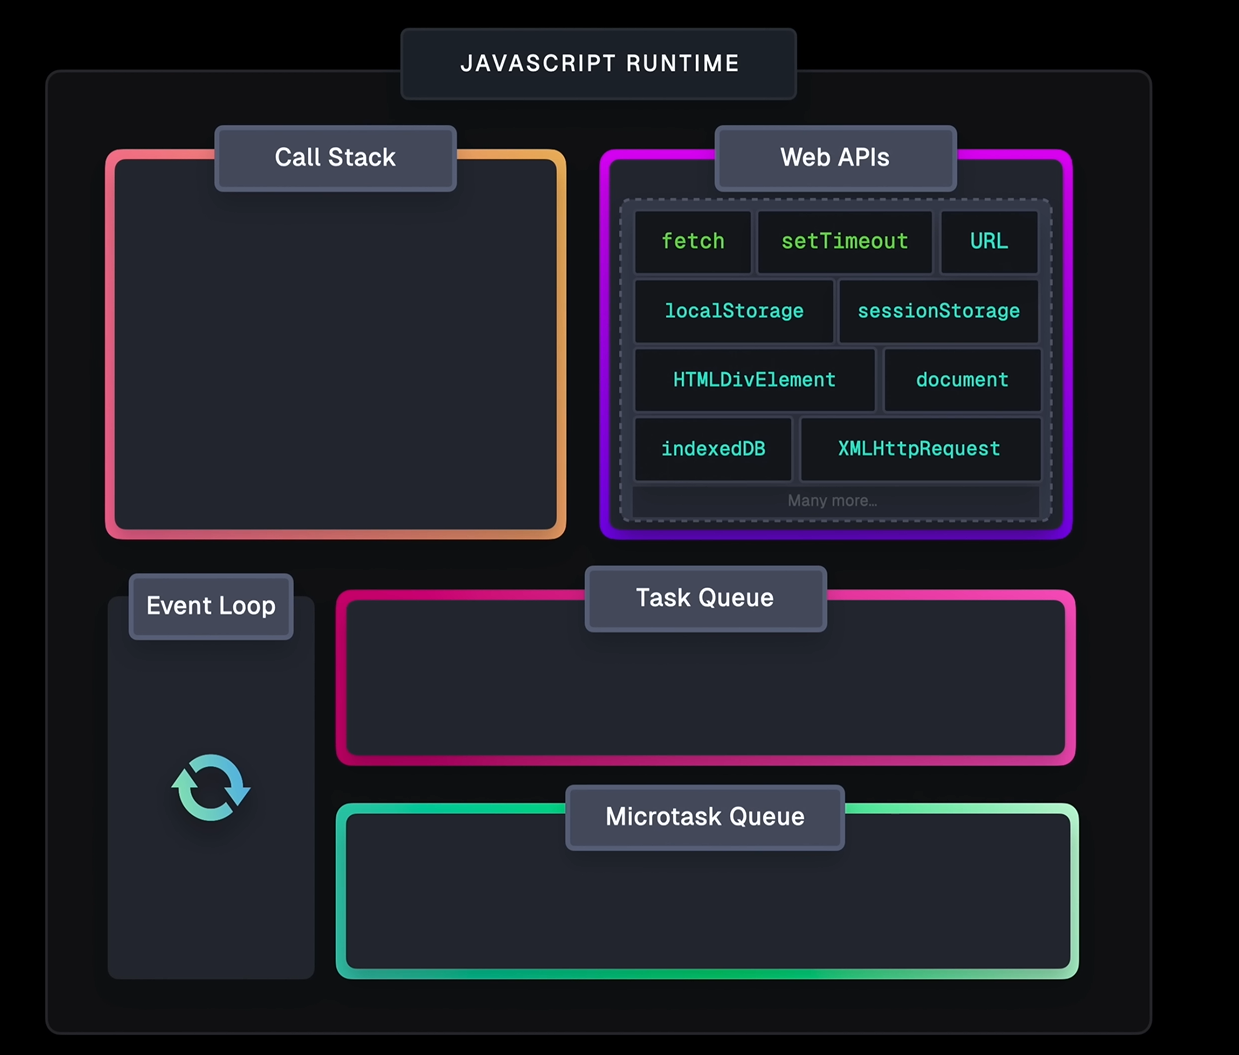 JAVASCRIPT RUNTIME
Call Stack
Web APIs
fetch
setTimeout
URL
localStorage
sessionStorage
HTMLDivElement
document
indexedDB
XMLHttpRequest
Many more...
Event Loop
Task Queue
Microtask Queue